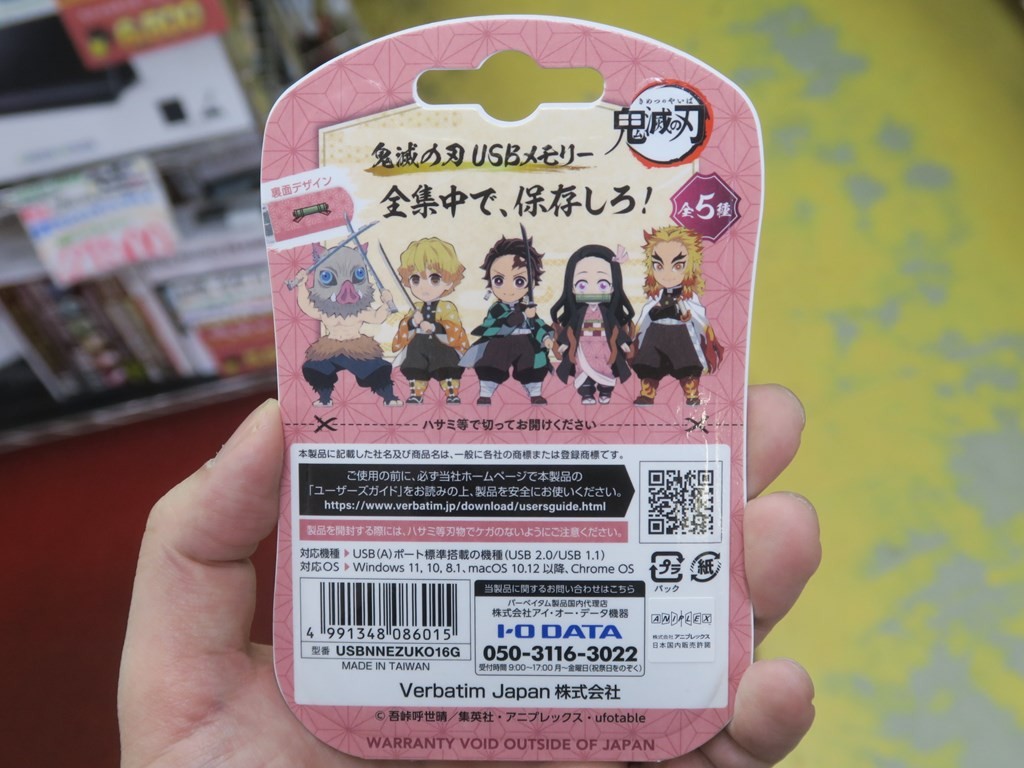 きめつのやいば
鬼滅の刃
鬼滅の刃 USBメモリー
裏面デザイン
全集中で、保存しろ！
全5種
ハサミ等で切ってお開けください
本製品に記載した社名及び商品名は、一般に各社の商標または登録商標です。
ご使用の前に、必ず当社ホームページで本製品の
「ユーザーズガイド」をお読みの上、製品を安全にお使いください。
https://www.verbatim.jp/download/usersguide.html
製品を開封する際には、ハサミ等刃物でケガのないようにご注意ください。
対応機種 ▶ USB(A)ポート標準搭載の機種(USB 2.0/USB 1.1)
対応OS ▶ Windows 11, 10, 8.1, macOS 10.12 以降、Chrome OS
プラ
紙
パック
4 991348 086015
型番 USBNNEZUKO16G
MADE IN TAIWAN
当製品に関するお問い合わせはこちら
バーベイタム製品国内代理店
株式会社アイ・オー・データ機器
I-O DATA
050-3116-3022
受付時間 9:00~17:00 月~金曜日(祝祭日をのぞく)
ANIPLEX
株式会社 アニプレックス
日本国内販売許諾
Verbatim Japan 株式会社
©吾峠呼世晴／集英社・アニプレックス・ufotable
WARRANTY VOID OUTSIDE OF JAPAN